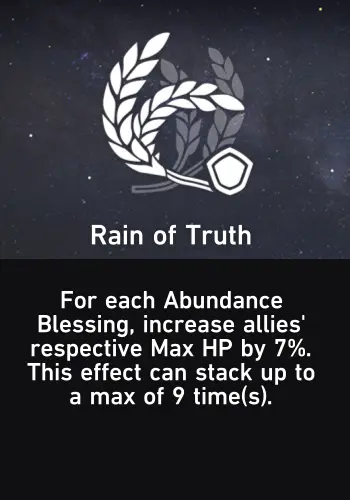 Rain of Truth
For each Abundance
Blessing, increase allies'
respective Max HP by 7%.
This effect can stack up to
a max of 9 time(s).